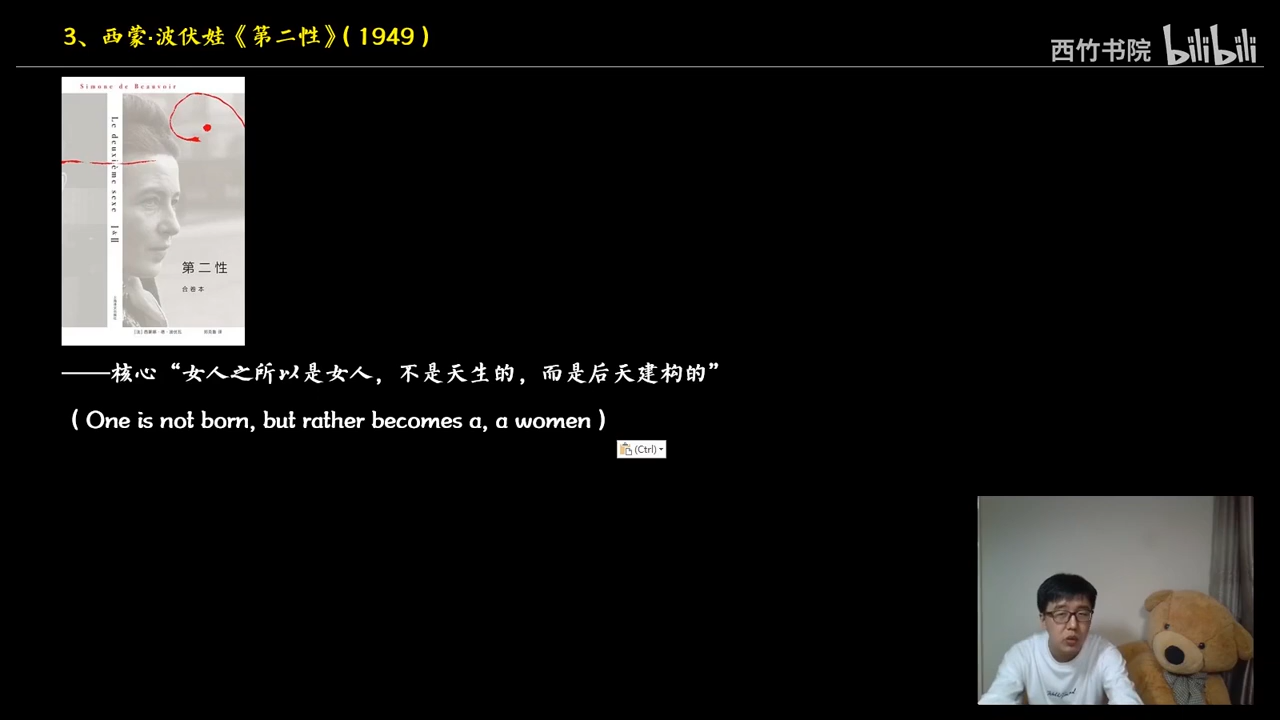 3、西蒙·波伏娃《第二性》（1949）
西竹书院 bilibili
Simone de Beauvoir
Le deuxième sexe I & II
第二性
合卷本
——核心“女人之所以是女人，不是天生的，而是后天建构的”
（One is not born, but rather becomes a, a women）
(Ctrl)